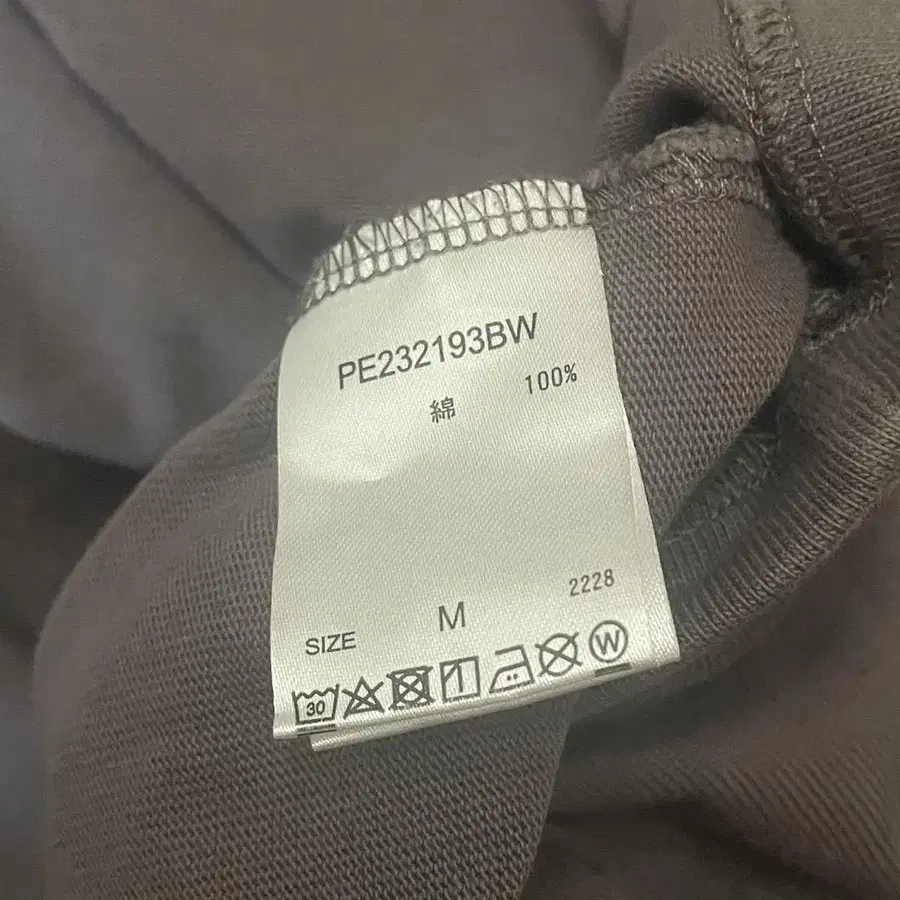 PE232193BW
綿 100%
2228
SIZE M
30 W